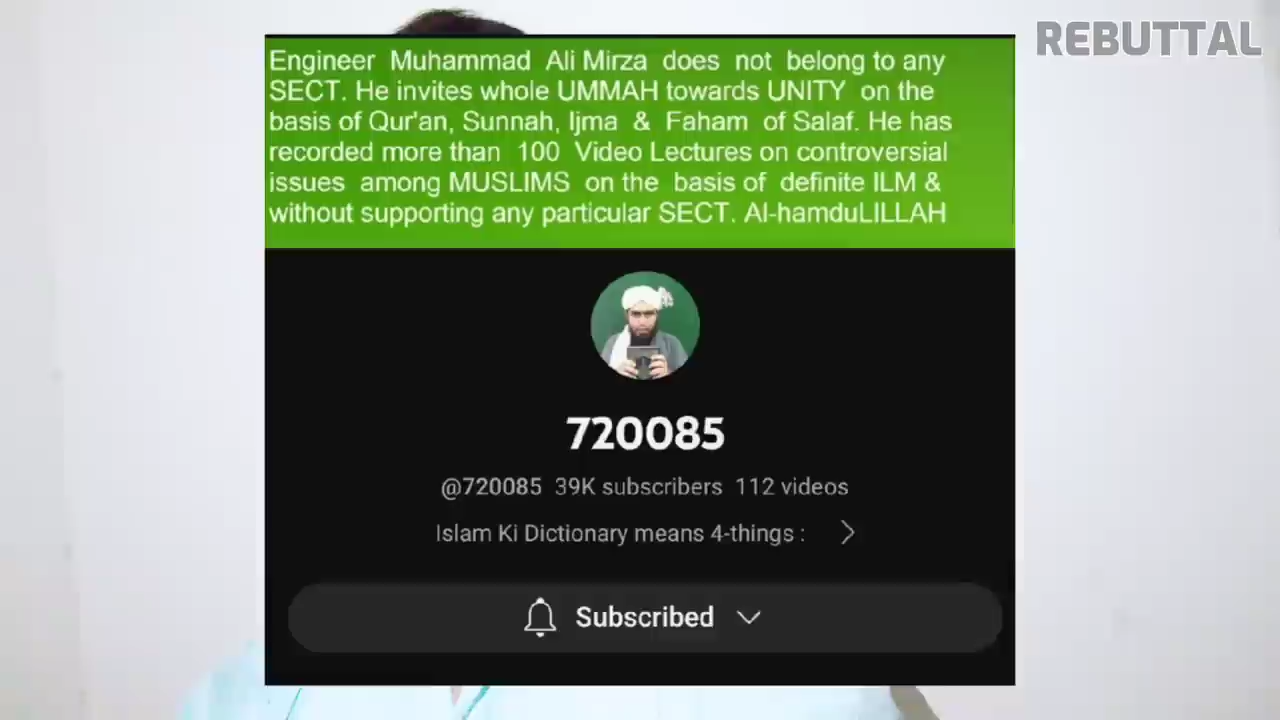 REBUTTAL
Engineer Muhammad Ali Mirza does not belong to any
SECT. He invites whole UMMAH towards UNITY on the
basis of Qur'an, Sunnah, Ijma & Faham of Salaf. He has
recorded more than 100 Video Lectures on controversial
issues among MUSLIMS on the basis of definite ILM &
without supporting any particular SECT. Al-hamduLILLAH
720085
@720085 39K subscribers 112 videos
Islam Ki Dictionary means 4-things :
Subscribed